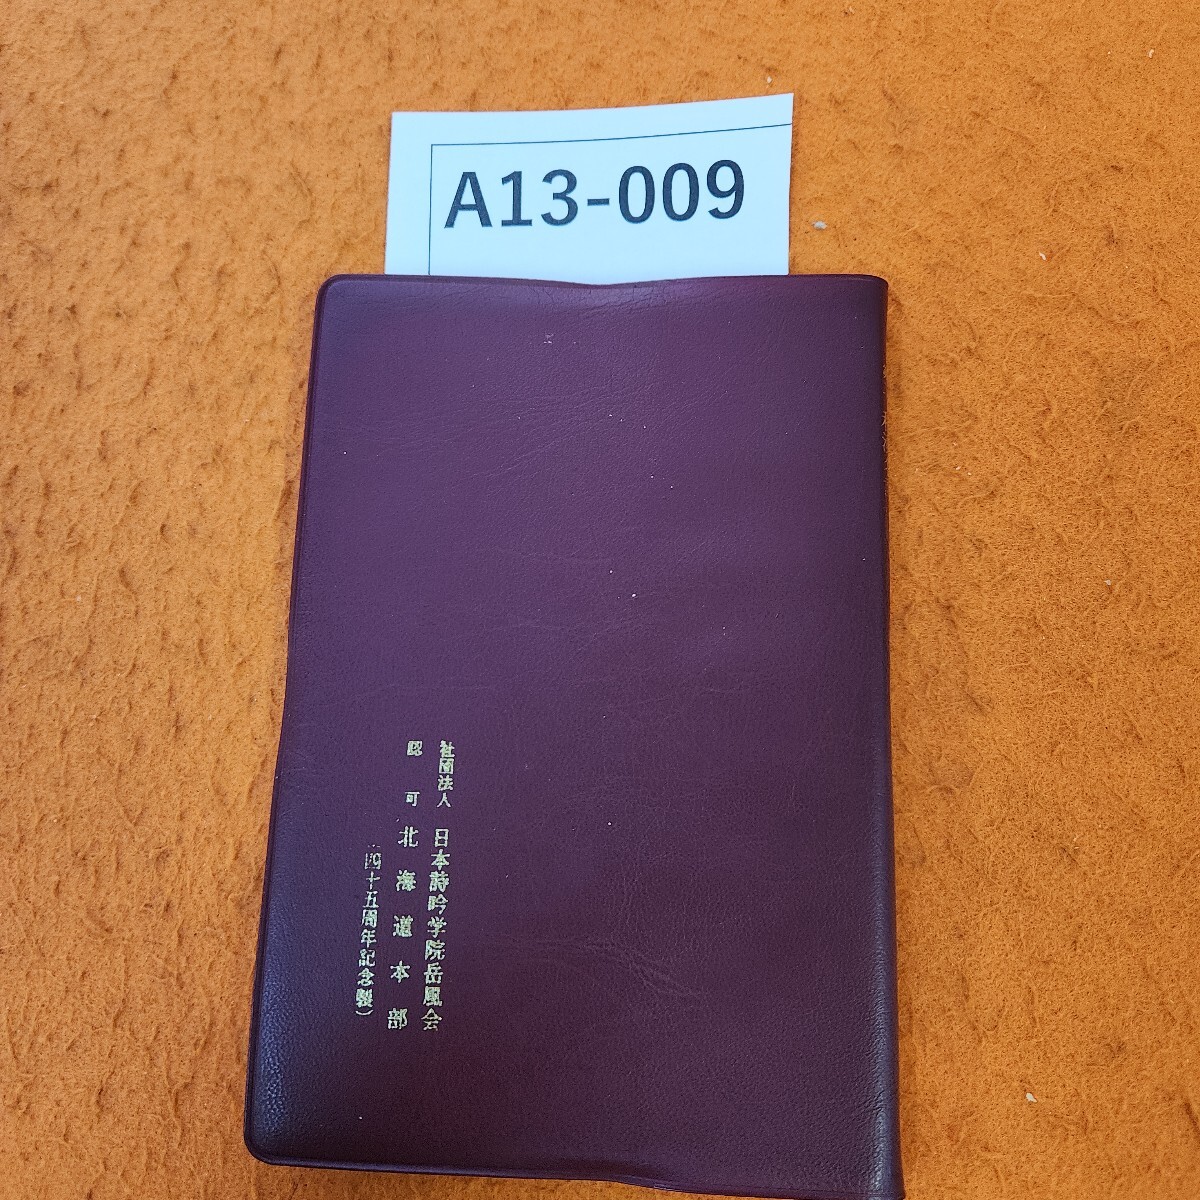 A13-009
社団法人 日本詩吟学院岳風会
認可 北海道本部
(四十五周年記念製)